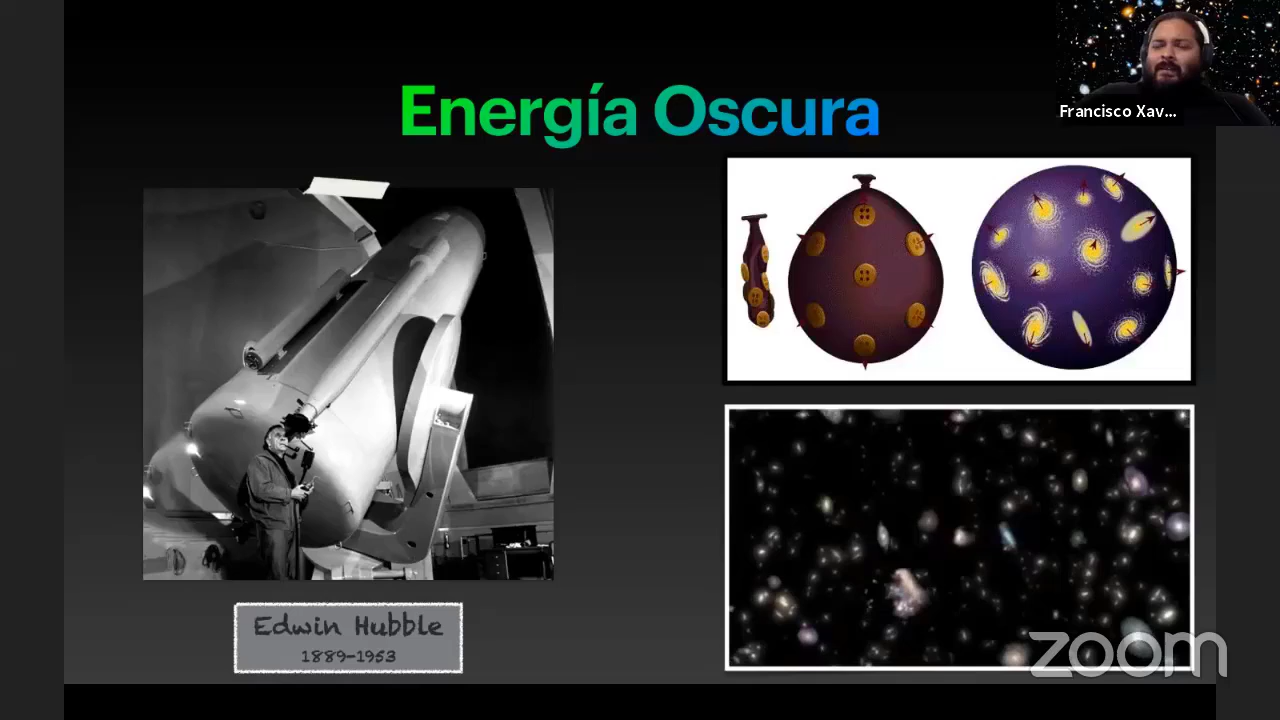 Energía Oscura
Francisco Xav...
Edwin Hubble
1889-1953
zoom